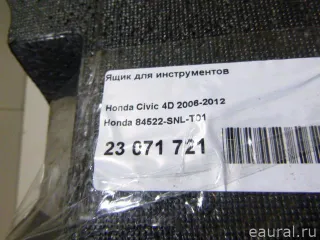 Ящик для инструментов
Honda Civic 4D 2006-2012
Honda 84522-SNL-T01
23 071 721
eaural.ru